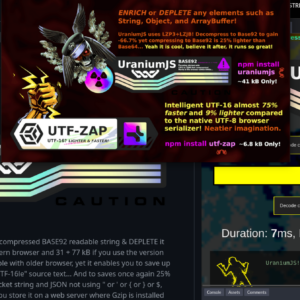 ENRICH or DEPLETE any elements such as
String, Object, and ArrayBuffer!
UraniumJS uses LZP3+LZJB! Decompress to Base92 to gain
-66.7% yet compressing to Base92 is 25% lighter than
Base64... Yeah it is cool, believe it after, it runs so great!
UraniumJS BASE92
npm install
uraniumjs
~41 kB Only!
Intelligent UTF-16 almost 75%
faster and 9% lighter compared
to the native UTF-8 browser
serializer! Neatier Imagination.
UTF-ZAP
UTF-16? LIGHTER & FASTER!
npm install utf-zap
~6.8 kB Only!
CAUTION
Decode
Duration: 7ms,
UraniumJS
compressed BASE92 readable string & DEPLETE it
ern browser and 31 + 77 kB if you use the version
ble with older browser, yet it enables you to save up
TF-16le" source text... And to saves once again 25%
cket string and JSON not using " or ' or { or } or $,
ou store it on a web server where Gzip is installed
Console
Assets
Comments